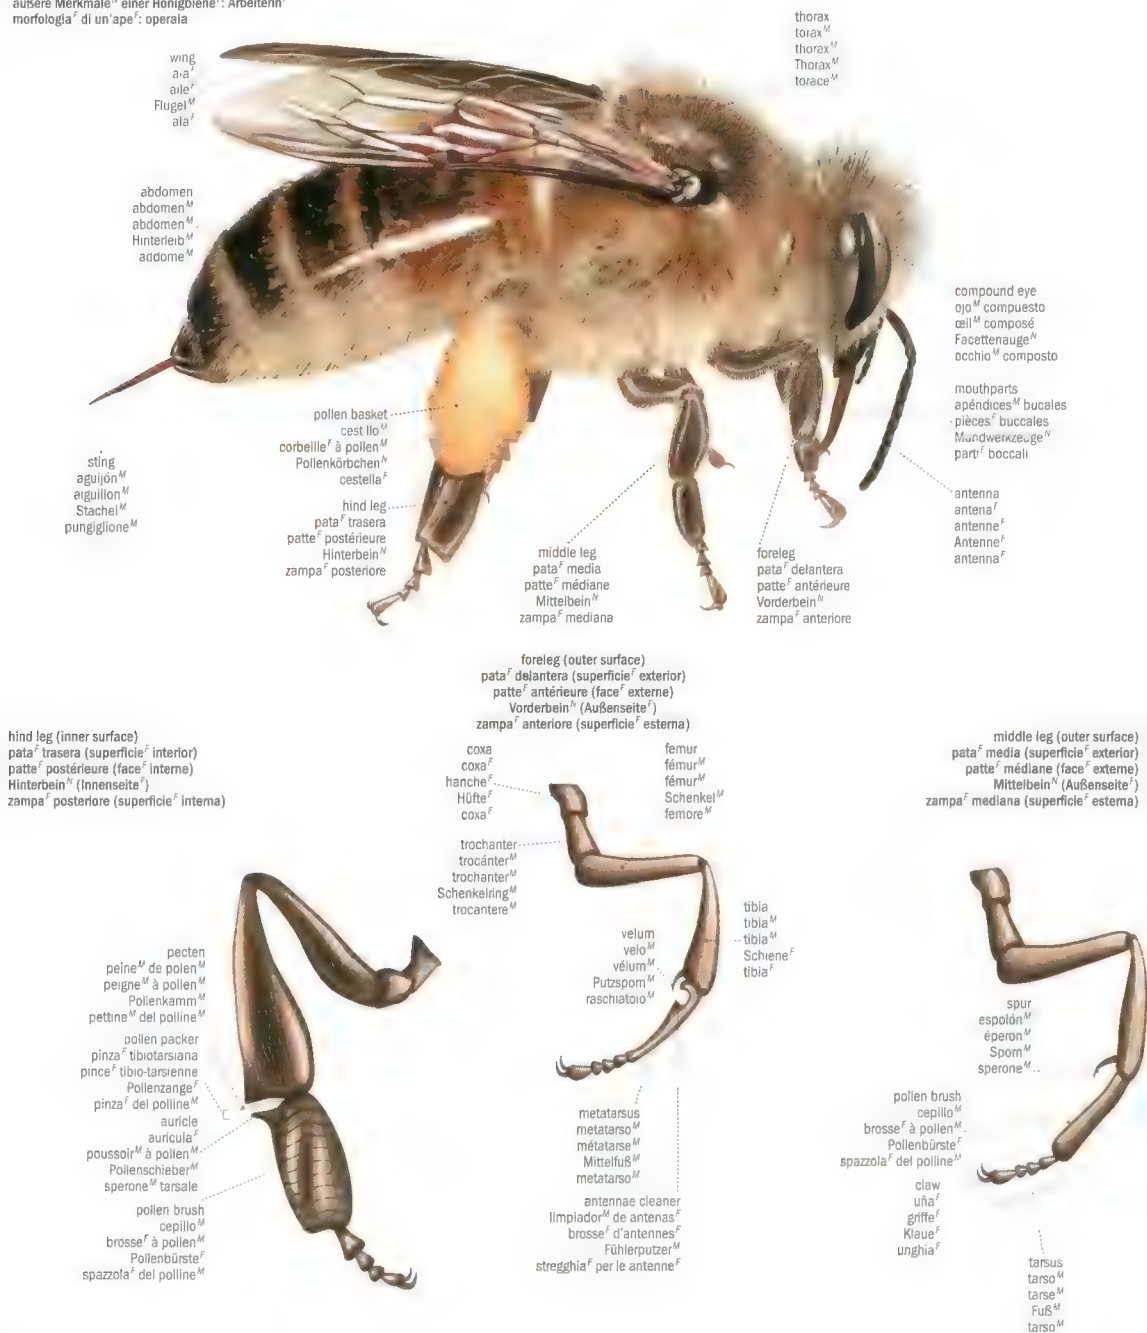 äußere Merkmale^N einer Honigbiene^F: Arbeiterin^F
morfologia^F di un'ape^F: operaia
thorax
torax^M
thorax^M
Thorax^M
torace^M
wing
ala^F
aile^F
Flugel^M
ala^F
abdomen
abdomen^M
abdomen^M
Hinterleib^M
addome^M
compound eye
ojo^M compuesto
œil^M composé
Facettenauge^N
occhio^M composto
mouthparts
apéndices^M bucales
pièces^F buccales
Mundwerkzeuge^N
parti^F boccali
pollen basket
cestillo^M
corbeille^F à pollen^M
Pollenkörbchen^N
cestella^F
sting
aguijón^M
aiguillon^M
Stachel^M
pungiglione^M
antenna
antena^F
antenne^F
Antenne^F
antenna^F
hind leg
pata^F trasera
patte^F postérieure
Hinterbein^N
zampa^F posteriore
middle leg
pata^F media
patte^F médiane
Mittelbein^N
zampa^F mediana
foreleg
pata^F delantera
patte^F antérieure
Vorderbein^N
zampa^F anteriore
foreleg (outer surface)
pata^F delantera (superficie^F exterior)
patte^F antérieure (face^F externe)
Vorderbein^N (Außenseite^F)
zampa^F anteriore (superficie^F esterna)
hind leg (inner surface)
pata^F trasera (superficie^F interior)
patte^F postérieure (face^F interne)
Hinterbein^N (Innenseite^F)
zampa^F posteriore (superficie^F interna)
middle leg (outer surface)
pata^F media (superficie^F exterior)
patte^F médiane (face^F externe)
Mittelbein^N (Außenseite^F)
zampa^F mediana (superficie^F esterna)
coxa
coxa^F
hanche^F
Hüfte^F
coxa^F
femur
fémur^M
fémur^M
Schenkel^M
femore^M
trochanter
trocánter^M
trochanter^M
Schenkelring^M
trocantere^M
tibia
tibia^M
tibia^M
Schiene^F
tibia^F
velum
velo^M
vélum^M
Putzsporn^M
raschiatoio^M
pecten
peine^M de polen^M
peigne^M à pollen^M
Pollenkamm^M
pettine^M del polline^M
pollen packer
pinza^F tibiotarsiana
pince^F tibio-tarsienne
Pollenzange^F
pinza^F del polline^M
auricle
aurícula^F
poussoir^M à pollen^M
Pollenschieber^M
sperone^M tarsale
pollen brush
cepillo^M
brosse^F à pollen^M
Pollenbürste^F
spazzola^F del polline^M
metatarsus
metatarso^M
métatarse^M
Mittelfuß^M
metatarso^M
antennae cleaner
limpiador^M de antenas^F
brosse^F d'antennes^F
Fühlerputzer^M
stregghia^F per le antenne^F
spur
espolón^M
éperon^M
Sporn^M
sperone^M
pollen brush
cepillo^M
brosse^F à pollen^M
Pollenbürste^F
spazzola^F del polline^M
claw
uña^F
griffe^F
Klaue^F
unghia^F
tarsus
tarso^M
tarse^M
Fuß^M
tarso^M